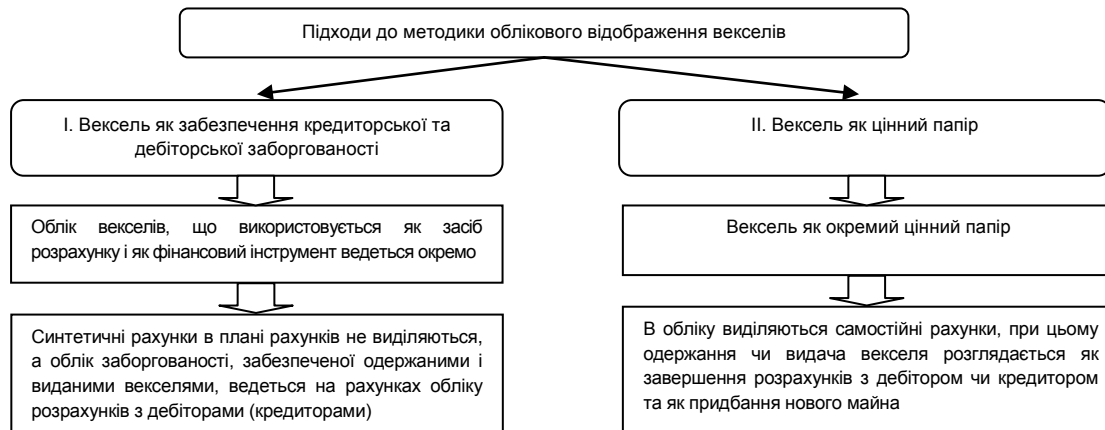 Підходи до методики облікового відображення векселів
І. Вексель як забезпечення кредиторської та
дебіторської заборгованості
ІІ. Вексель як цінний папір
Облік векселів, що використовується як засіб
розрахунку і як фінансовий інструмент ведеться окремо
Вексель як окремий цінний папір
Синтетичні рахунки в плані рахунків не виділяються,
а облік заборгованості, забезпеченої одержаними і
виданими векселями, ведеться на рахунках обліку
розрахунків з дебіторами (кредиторами)
В обліку виділяються самостійні рахунки, при цьому
одержання чи видача векселя розглядається як
завершення розрахунків з дебітором чи кредитором
та як придбання нового майна